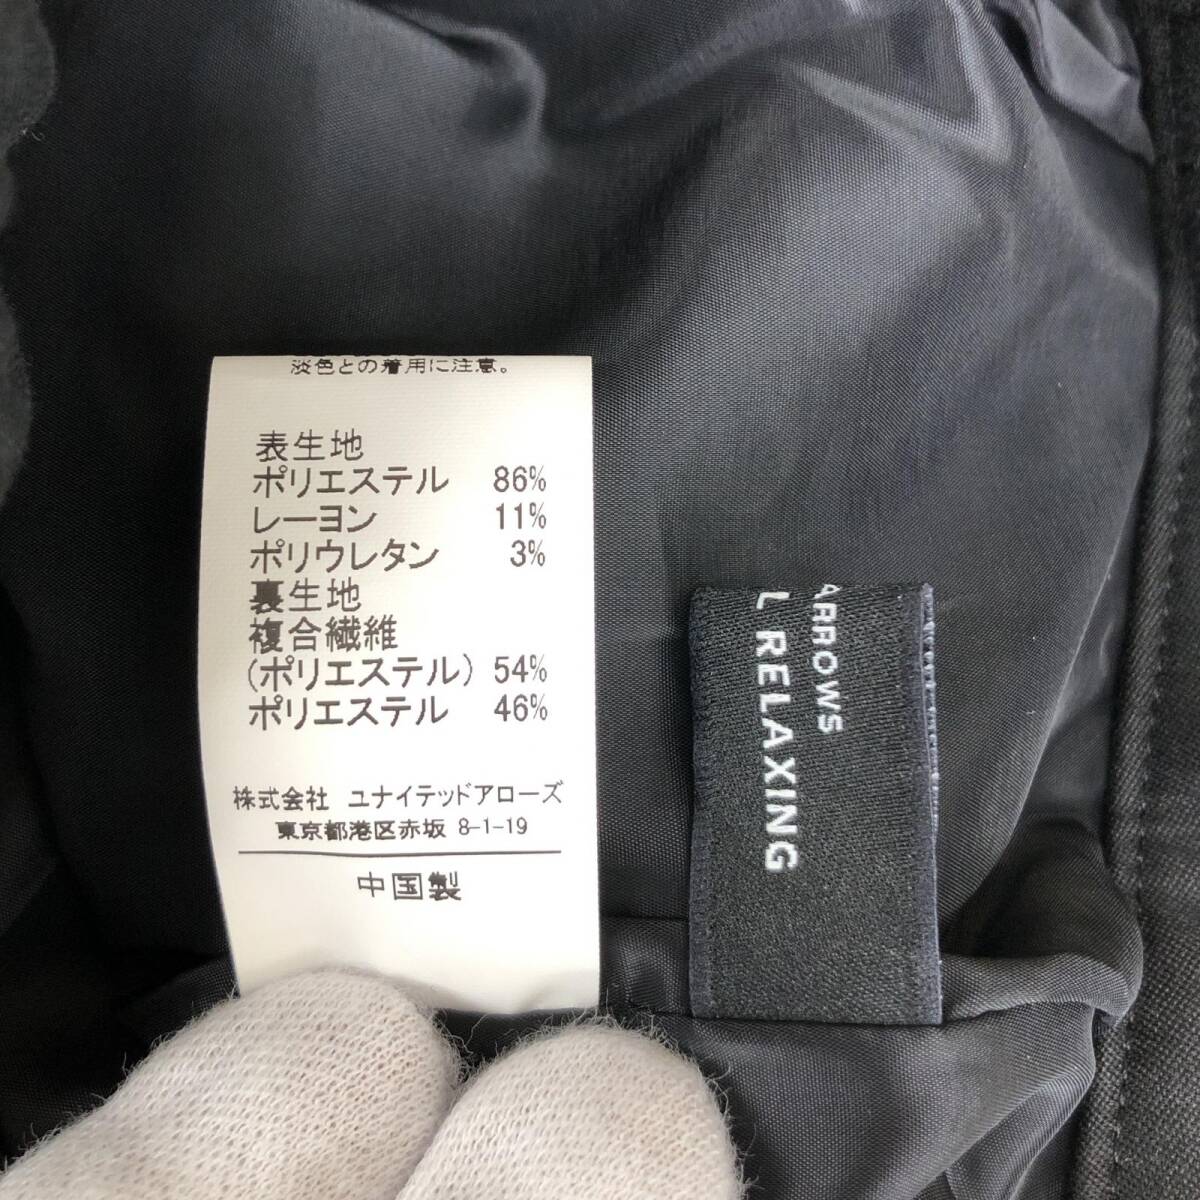 淡色との着用に注意。
表生地
ポリエステル 86%
レーヨン 11%
ポリウレタン 3%
裏生地
複合繊維
(ポリエステル) 54%
ポリエステル 46%
株式会社 ユナイテッドアローズ
東京都港区赤坂 8-1-19
中国製
ARROWS
L RELAXING